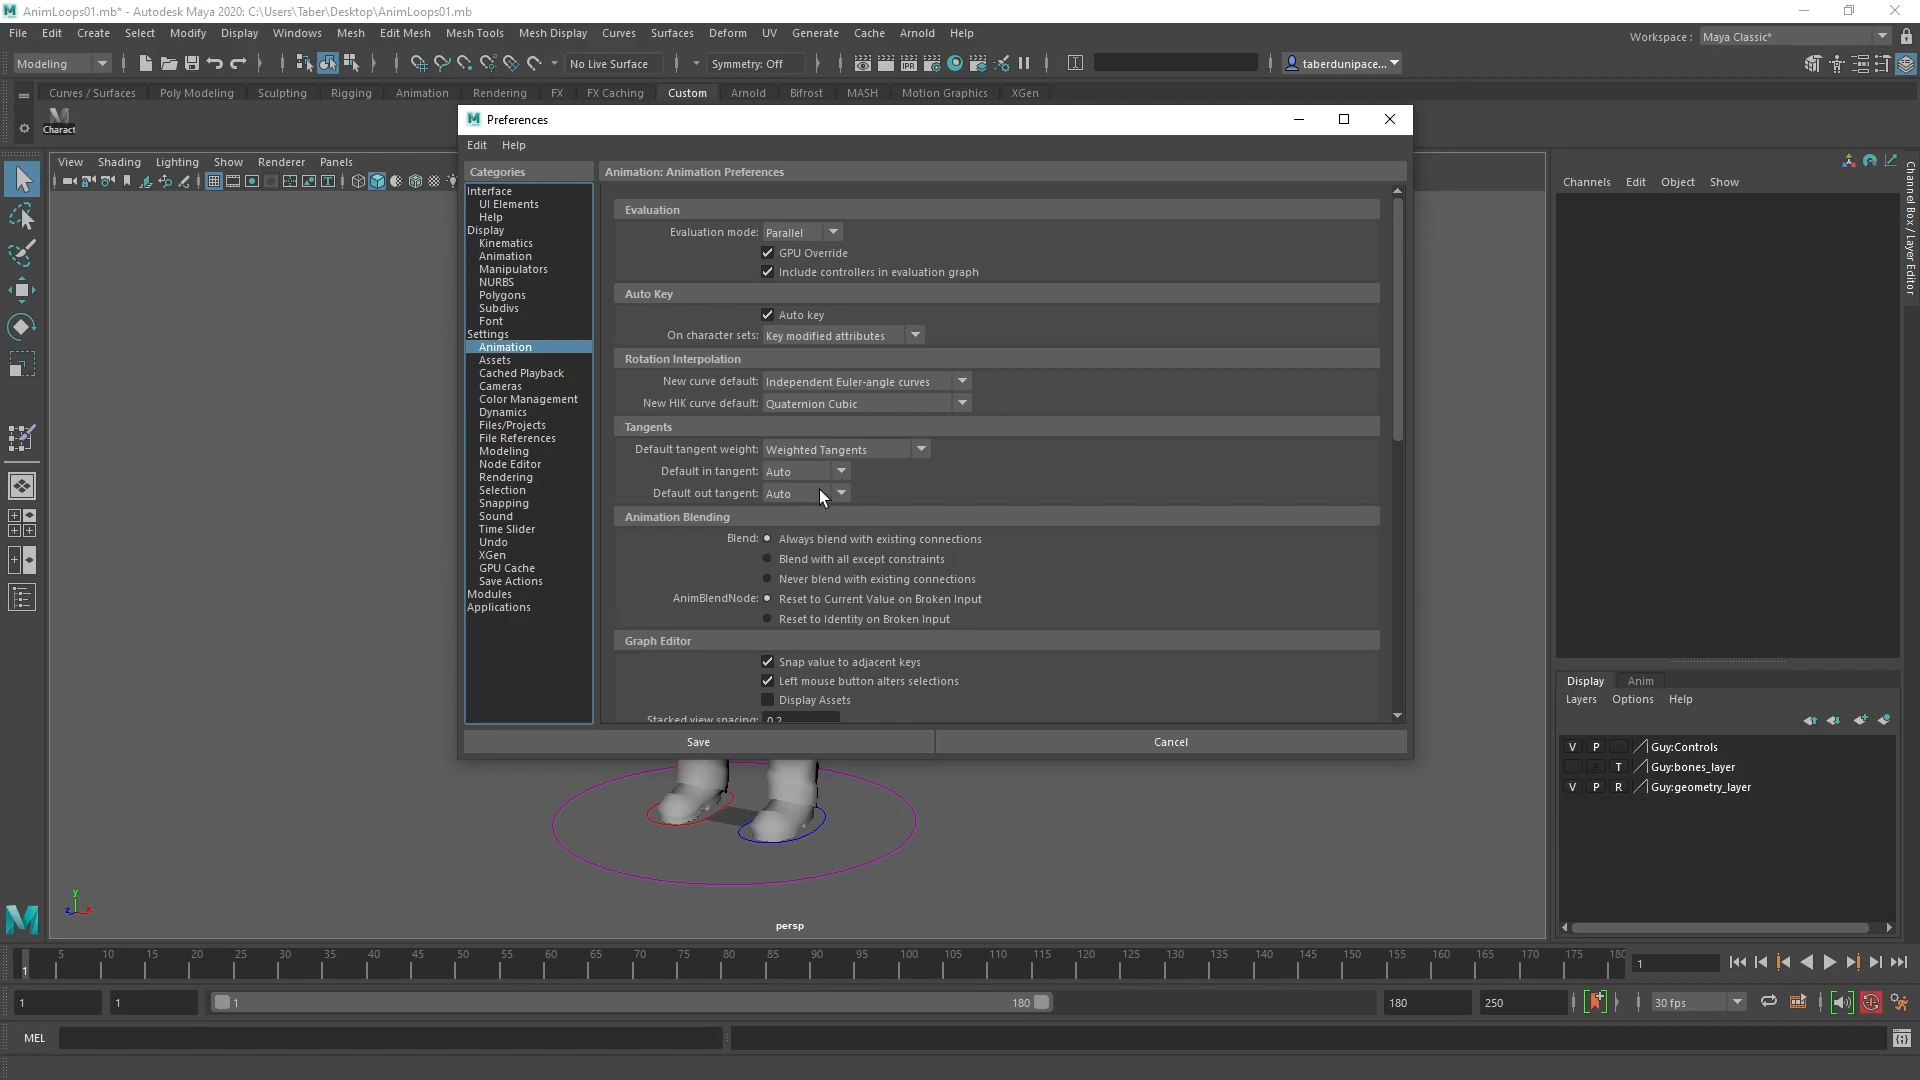 AnimLoops01.mb* - Autodesk Maya 2020: C:\Users\Taber\Desktop\AnimLoops01.mb
File Edit Create Select Modify Display Windows Mesh Edit Mesh Mesh Tools Mesh Display Curves Surfaces Deform UV Generate Cache Arnold Help
Workspace : Maya Classic*
Modeling No Live Surface Symmetry: Off taberdunipace...
Curves / Surfaces Poly Modeling Sculpting Rigging Animation Rendering FX FX Caching Custom Arnold Bifrost MASH Motion Graphics XGen
Charact
View Shading Lighting Show Renderer Panels
Preferences
Edit Help
Categories
Interface
UI Elements
Help
Display
Kinematics
Animation
Manipulators
NURBS
Polygons
Subdivs
Font
Settings
Animation
Assets
Cached Playback
Cameras
Color Management
Dynamics
Files/Projects
File References
Modeling
Node Editor
Rendering
Selection
Snapping
Sound
Time Slider
Undo
XGen
GPU Cache
Save Actions
Modules
Applications
Animation: Animation Preferences
Evaluation
Evaluation mode: Parallel
GPU Override
Include controllers in evaluation graph
Auto Key
Auto key
On character sets: Key modified attributes
Rotation Interpolation
New curve default: Independent Euler-angle curves
New HIK curve default: Quaternion Cubic
Tangents
Default tangent weight: Weighted Tangents
Default in tangent: Auto
Default out tangent: Auto
Animation Blending
Blend: Always blend with existing connections
Blend with all except constraints
Never blend with existing connections
AnimBlendNode: Reset to Current Value on Broken Input
Reset to Identity on Broken Input
Graph Editor
Snap value to adjacent keys
Left mouse button alters selections
Display Assets
Stacked view spacing: 0.2
Save Cancel
Channels Edit Object Show
Channel Box / Layer Editor
Display Anim
Layers Options Help
V P Guy:Controls
P T Guy:bones_layer
V P R Guy:geometry_layer
y
z x
persp
5 10 15 20 25 30 35 40 45 50 55 60 65 70 75 80 85 90 95 100 105 110 115 120 125 130 135 140 145 150 155 160 165 170 175 180
1 1
1 1 1 180 180 250 30 fps
MEL